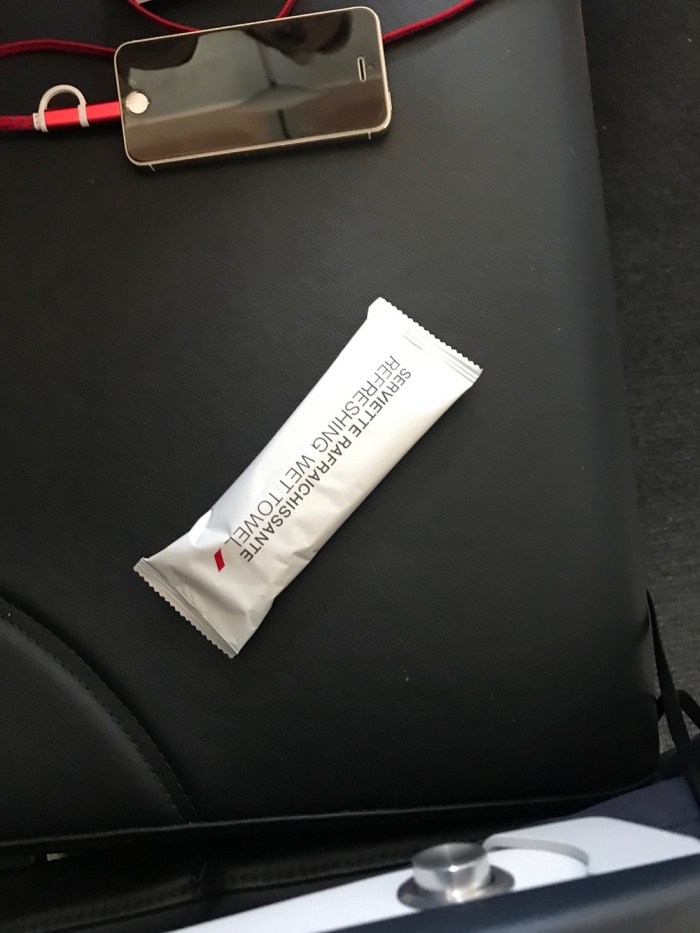 SERVIETTE RAFRAICHISSANTE
REFRESHING WET TOWEL